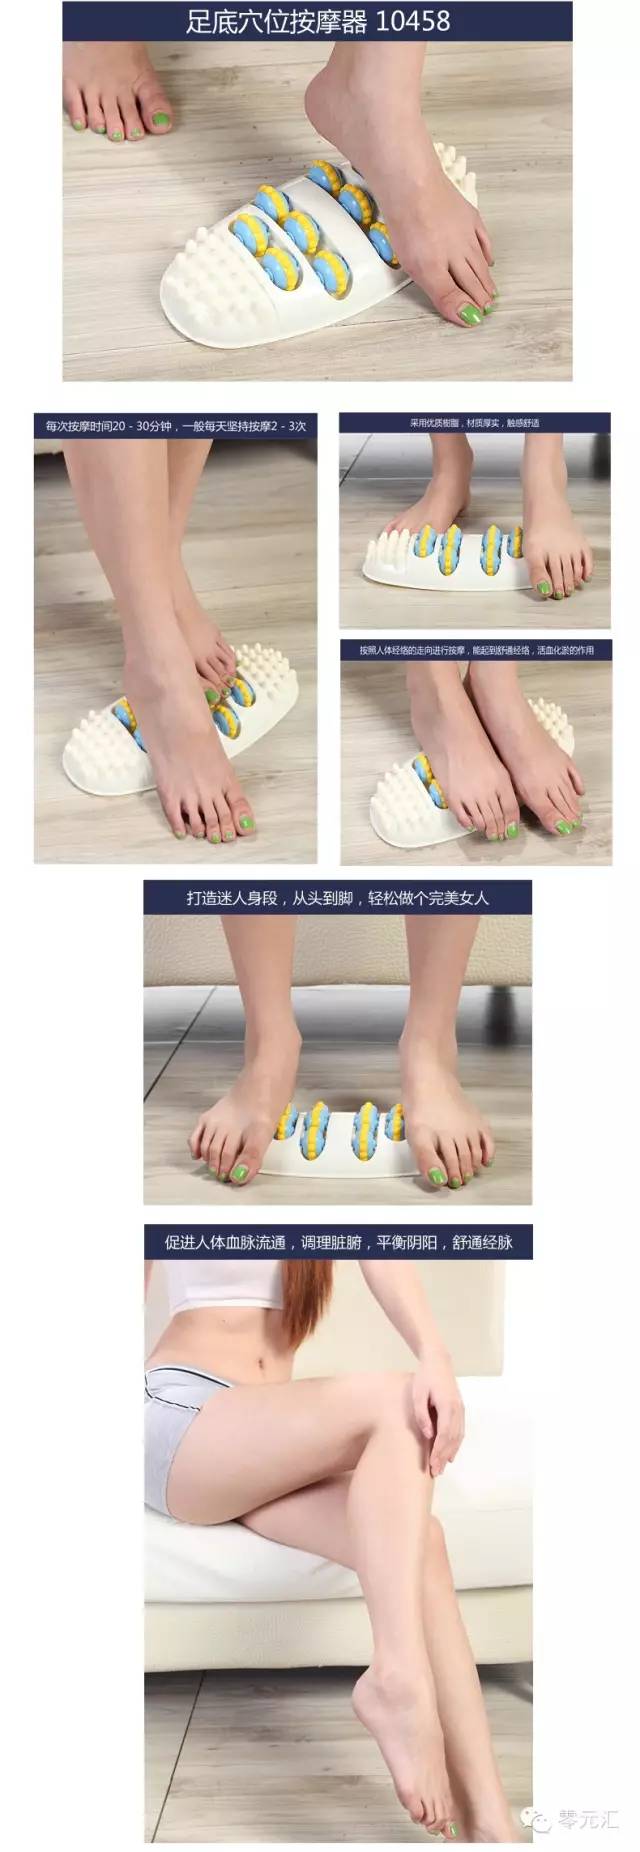 足底穴位按摩器 10458
每次按摩时间20－30分钟，一般每天坚持按摩2－3次
采用优质樹脂，材质厚实，触感舒适
按照人体经络的走向进行按摩，能起到舒通经络，活血化淤的作用
打造迷人身段，从头到脚，轻松做个完美女人
促进人体血脉流通，调理脏腑，平衡阴阳，舒通经脉
零元汇